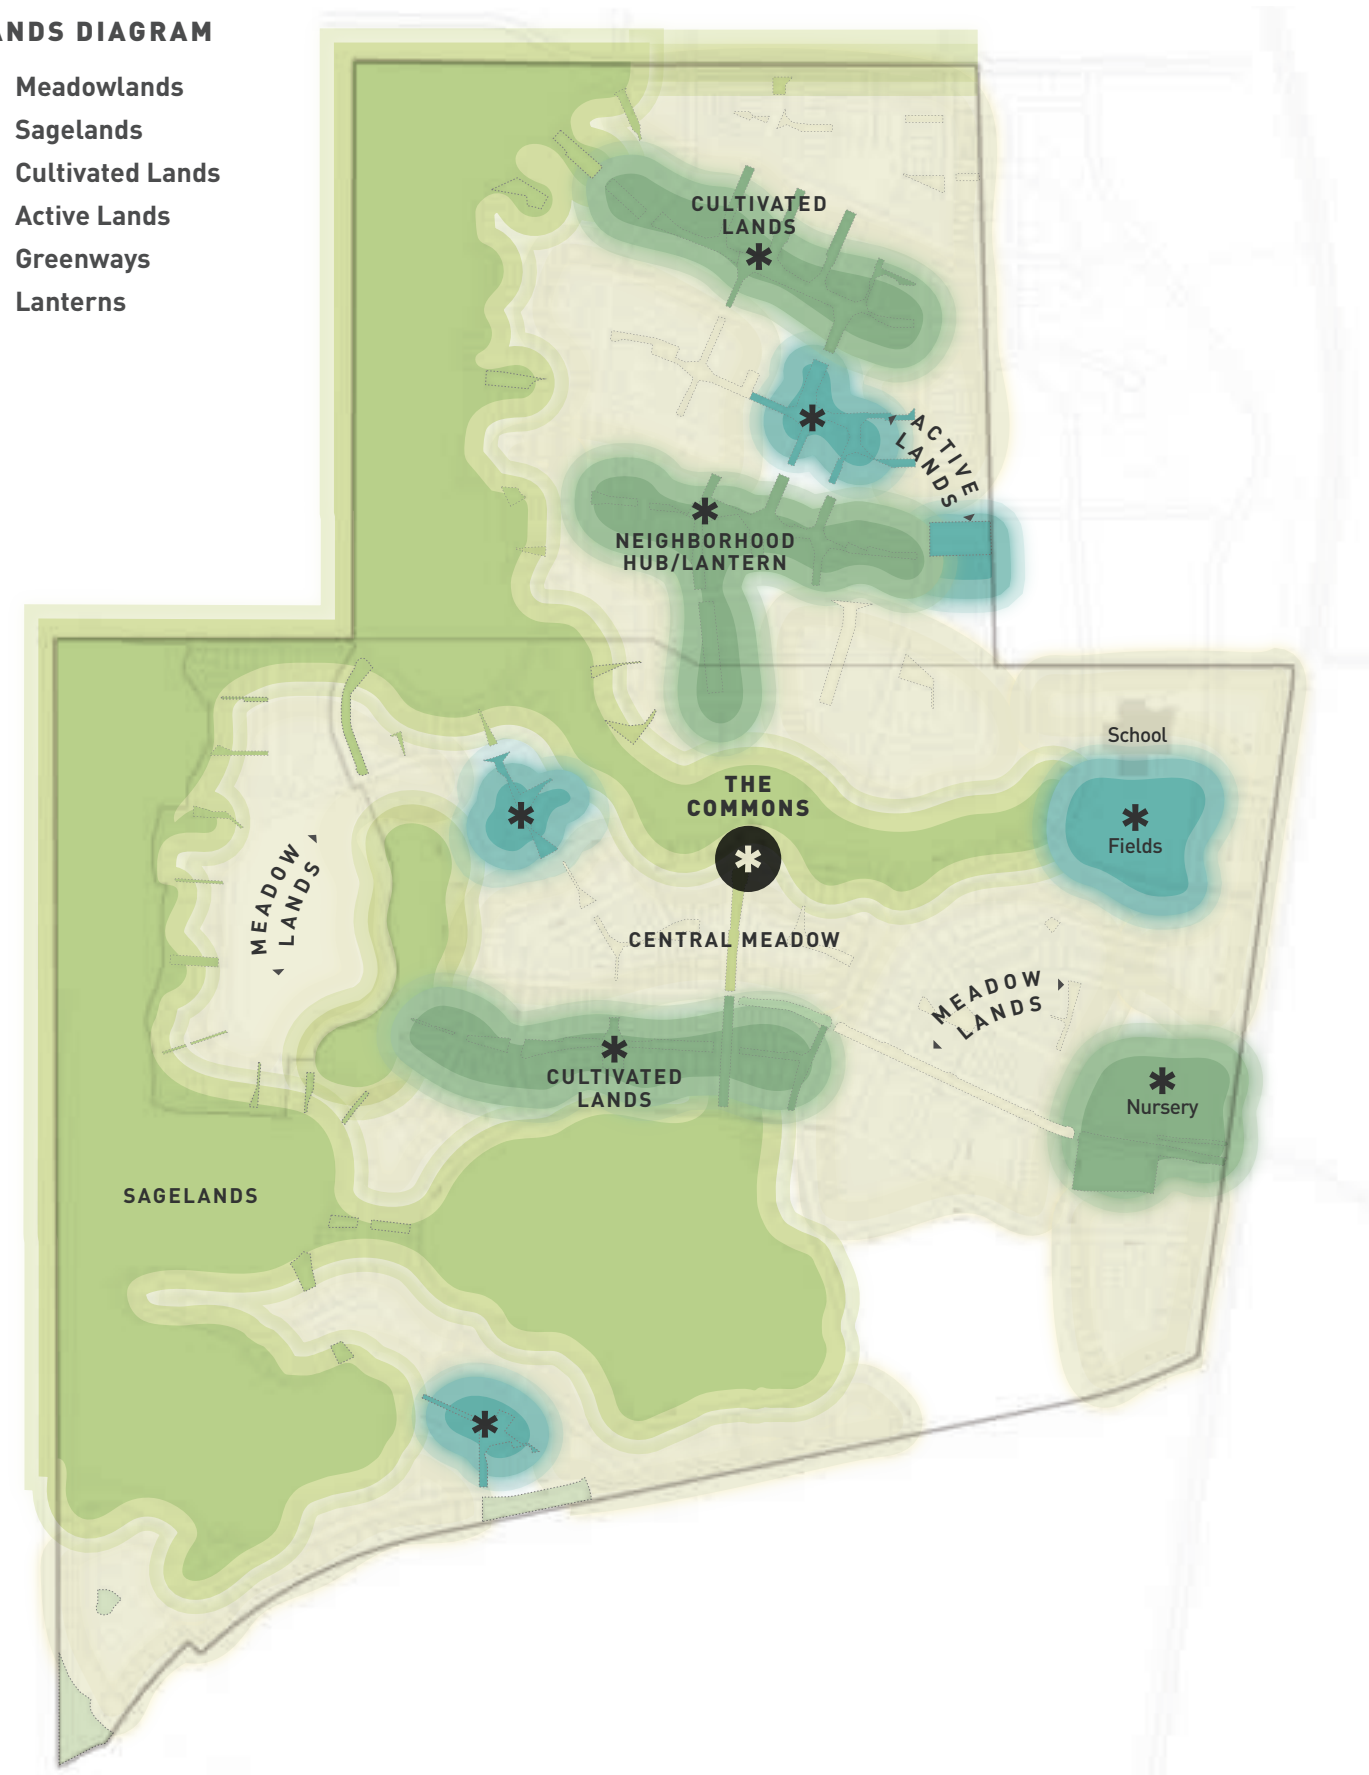 ANDS DIAGRAM
Meadowlands
Sagelands
Cultivated Lands
Active Lands
Greenways
Lanterns
CULTIVATED
LANDS
ACTIVE
LANDS
NEIGHBORHOOD
HUB/LANTERN
School
Fields
THE
COMMONS
MEADOW
LANDS
CENTRAL MEADOW
MEADOW
LANDS
CULTIVATED
LANDS
Nursery
SAGELANDS